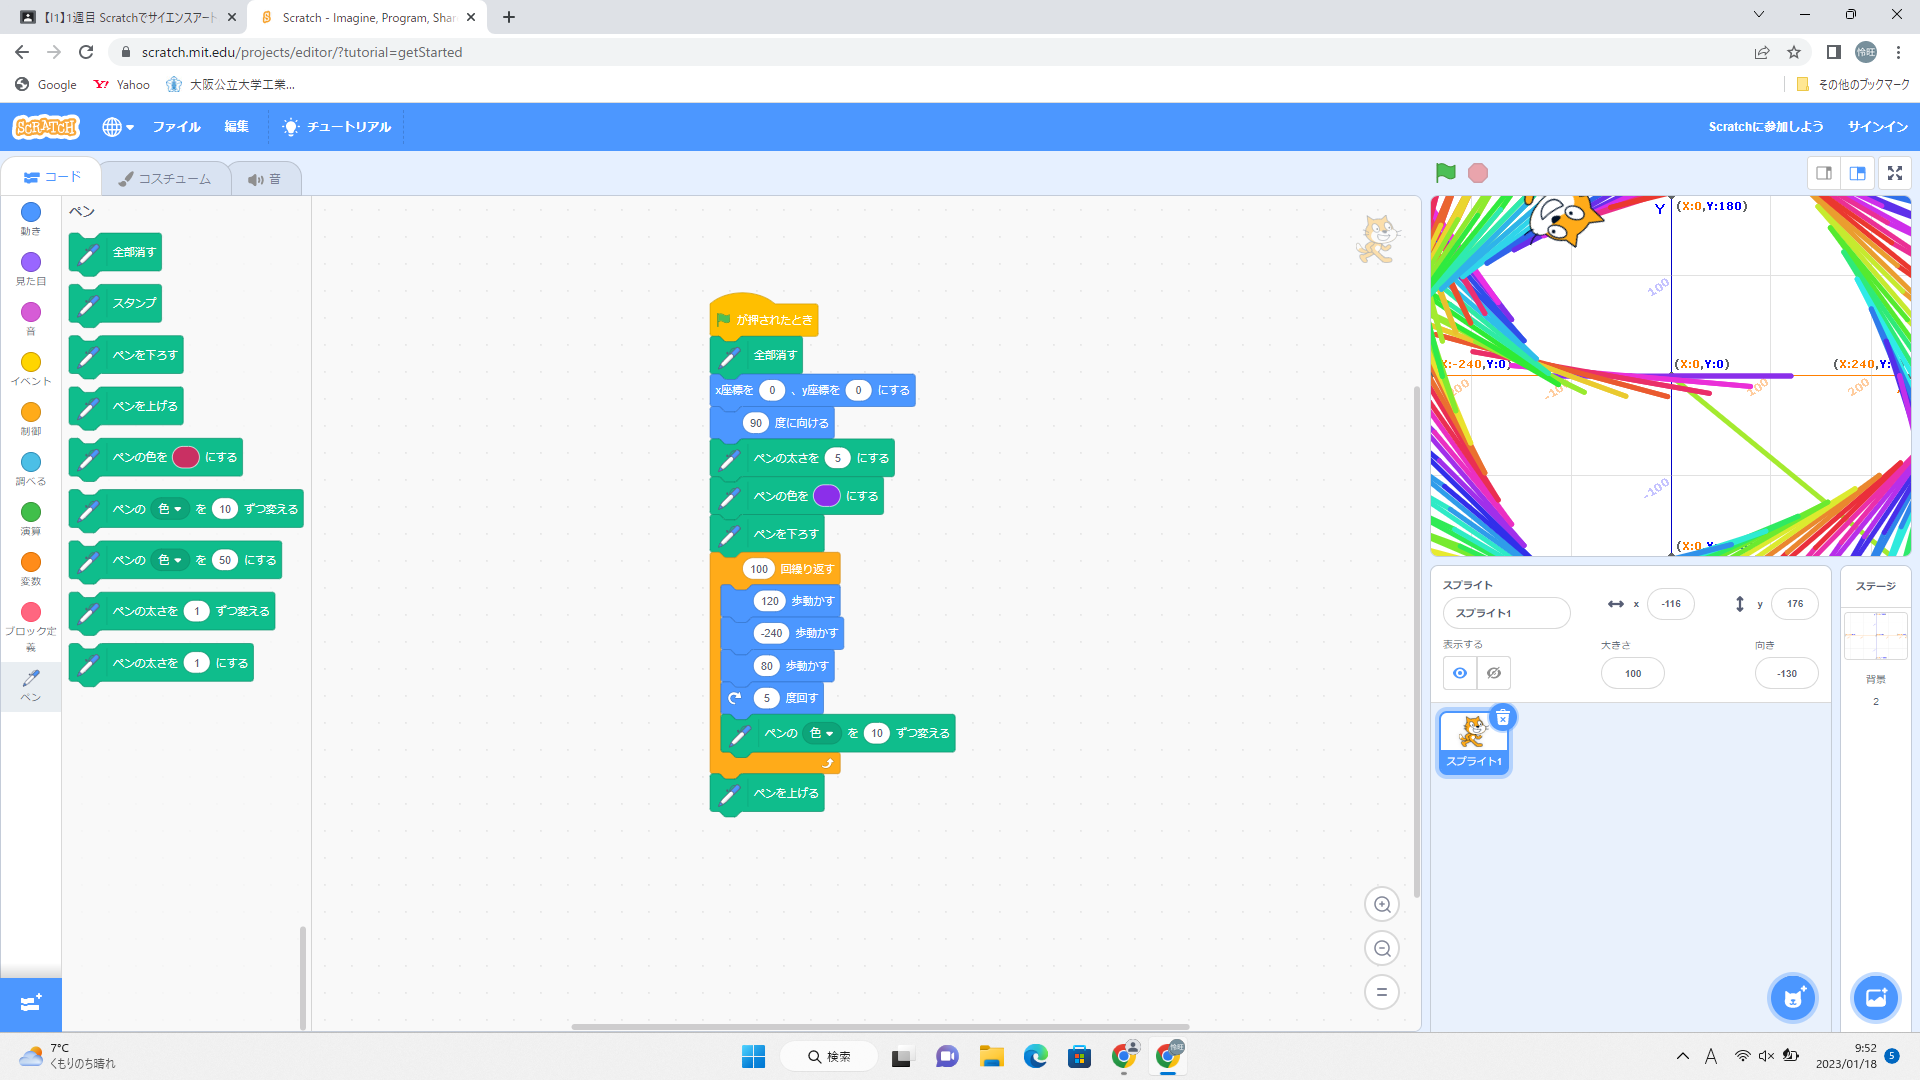 【I1】1週目 Scratchでサイエンスアート
Scratch - Imagine, Program, Shar
scratch.mit.edu/projects/editor/?tutorial=getStarted
怜旺
Google
Yahoo
大阪公立大学工業...
その他のブックマーク
SCRATCH
ファイル
編集
チュートリアル
Scratchに参加しよう
サインイン
コード
コスチューム
音
動き
見た目
音
イベント
制御
調べる
演算
変数
ブロック定
義
ペン
ペン
全部消す
スタンプ
ペンを下ろす
ペンを上げる
ペンの色を にする
ペンの 色 を 10 ずつ変える
ペンの 色 を 50 にする
ペンの太さを 1 ずつ変える
ペンの太さを 1 にする
が押されたとき
全部消す
x座標を 0 、y座標を 0 にする
90 度に向ける
ペンの太さを 5 にする
ペンの色を にする
ペンを下ろす
100 回繰り返す
120 歩動かす
-240 歩動かす
80 歩動かす
5 度回す
ペンの 色 を 10 ずつ変える
ペンを上げる
Y
(X:0,Y:180)
100
X:-240,Y:0)
(X:0,Y:0)
(X:240,Y:
100
200
-100
(X:0,Y:
スプライト
スプライト1
x
-116
y
176
表示する
大きさ
100
向き
-130
スプライト1
ステージ
背景
2
7°C
くもりのち晴れ
検索
怜旺
A
9:52
2023/01/18
5